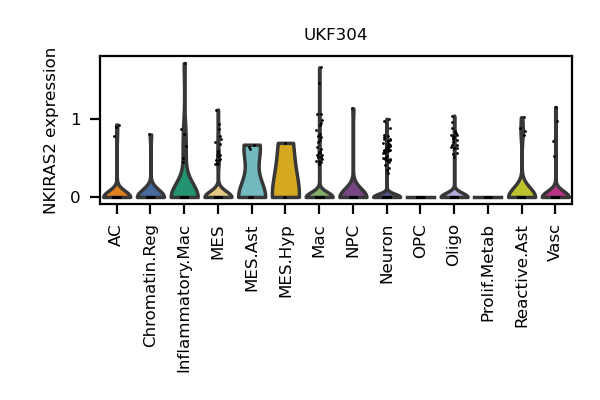 UKF304
NKIRAS2 expression
1
0
AC
Chromatin.Reg
Inflammatory.Mac
MES
MES.Ast
MES.Hyp
Mac
NPC
Neuron
OPC
Oligo
Prolif.Metab
Reactive.Ast
Vasc